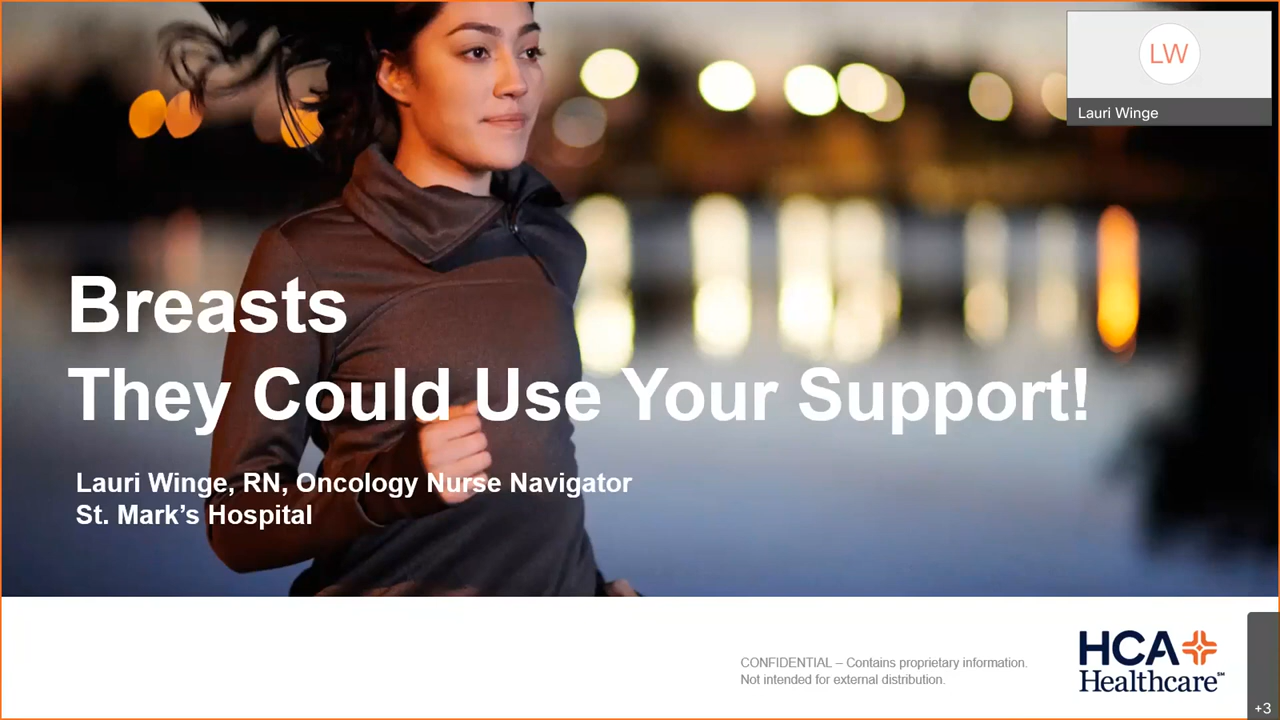 LW
Lauri Winge
Breasts
They Could Use Your Support!
Lauri Winge, RN, Oncology Nurse Navigator
St. Mark’s Hospital
CONFIDENTIAL – Contains proprietary information.
Not intended for external distribution.
HCA
Healthcare℠
+3